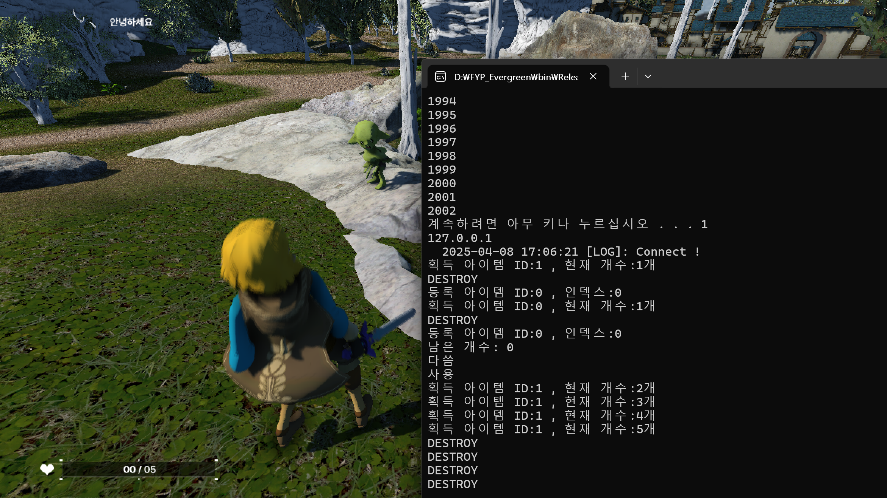 안녕하세요
D:₩FYP_Evergreen₩bin₩Reles
1994
1995
1996
1997
1998
1999
2000
2001
2002
계속하려면 아무 키나 누르십시오 . . . 1
127.0.0.1
2025-04-08 17:06:21 [LOG]: Connect !
획득 아이템 ID:1 , 현재 개수:1개
DESTROY
등록 아이템 ID:0 , 인덱스:0
획득 아이템 ID:0 , 현재 개수:1개
DESTROY
등록 아이템 ID:0 , 인덱스:0
남은 개수: 0
다씀
사용
획득 아이템 ID:1 , 현재 개수:2개
획득 아이템 ID:1 , 현재 개수:3개
획득 아이템 ID:1 , 현재 개수:4개
획득 아이템 ID:1 , 현재 개수:5개
DESTROY
DESTROY
DESTROY
DESTROY
00 / 05